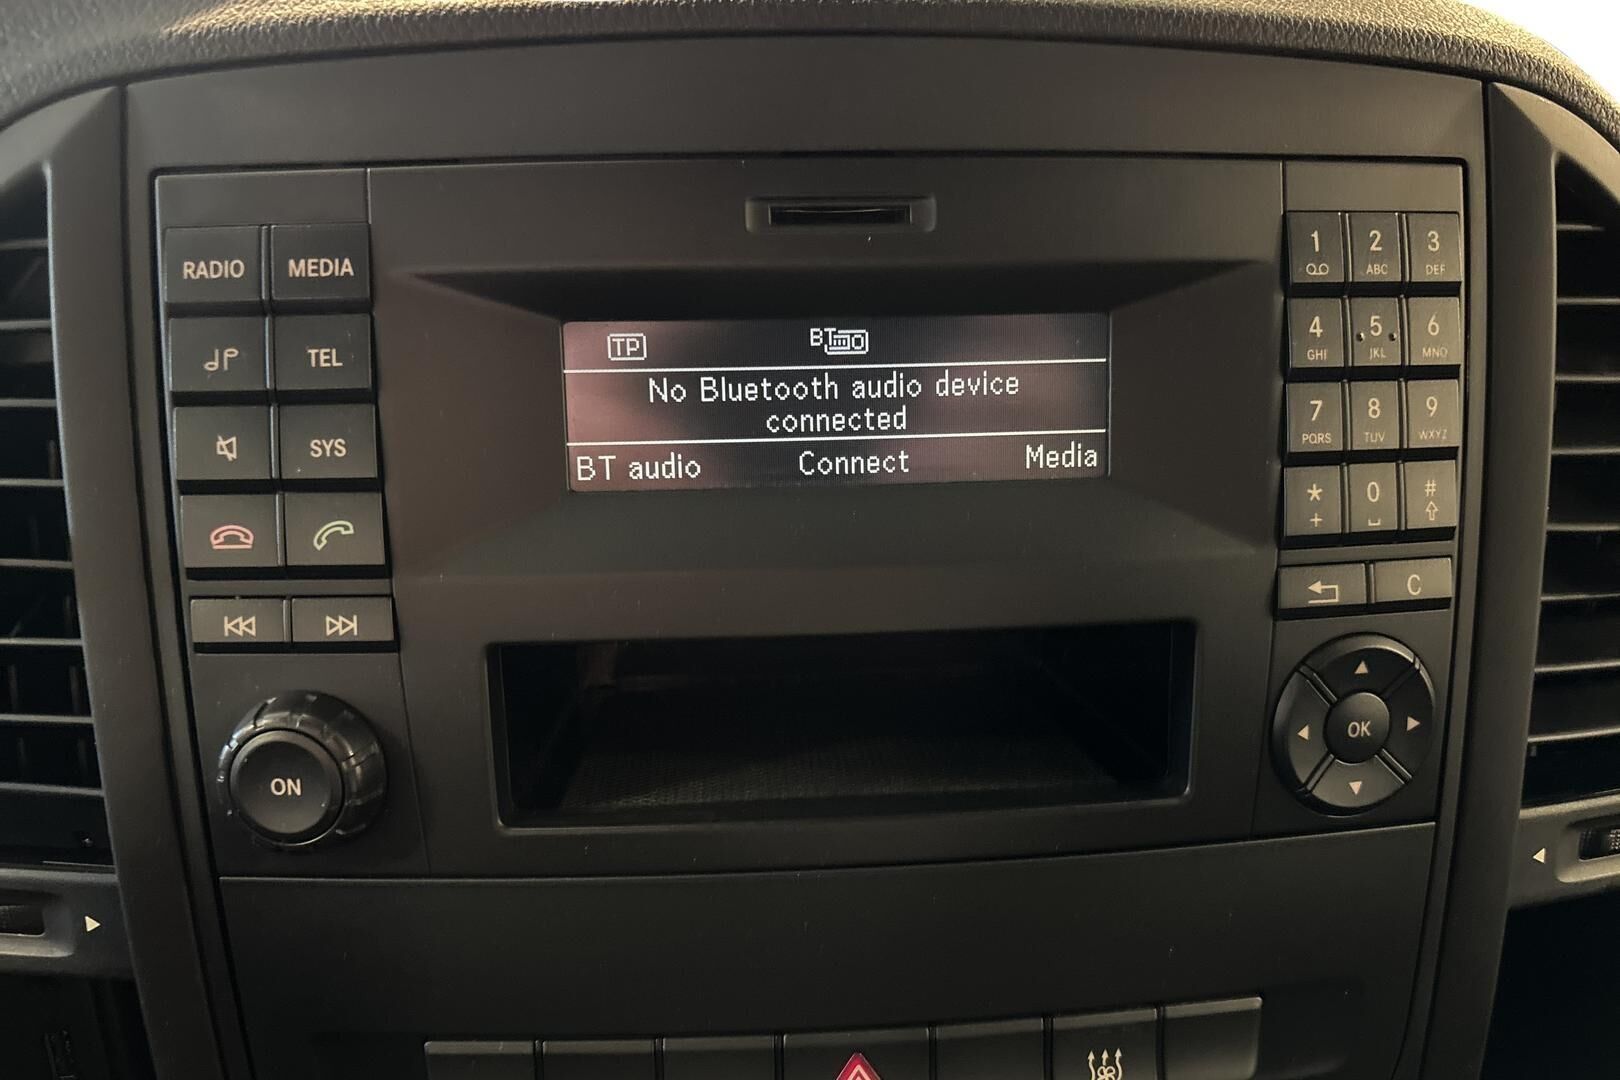 RADIO MEDIA
TEL
SYS
ON
TP BT
No Bluetooth audio device
connected
BT audio Connect Media
1 2 3
ABC DEF
4 5 6
GHI JKL MNO
7 8 9
PQRS TUV WXYZ
* 0 #
+
C
OK